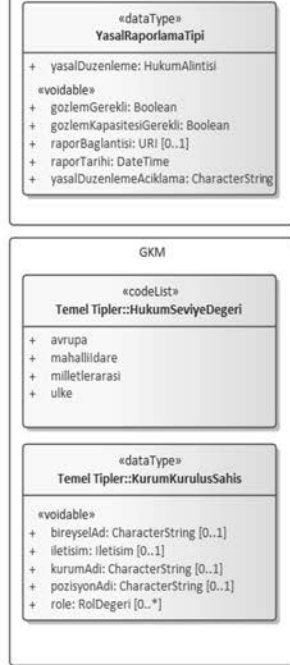 «dataType»
YasalRaporlamaTipi
+ yasalDuzenleme: HukumAlintisi
«voidable»
+ gozlemGerekli: Boolean
+ gozlemKapasitesiGerekli: Boolean
+ raporBaglantisi: URI [0..1]
+ raporTarihi: DateTime
+ yasalDuzenlemeAciklama: CharacterString
GKM
«codeList»
Temel Tipler::HukumSeviyeDegeri
+ avrupa
+ mahalliIdare
+ milletlerarasi
+ ulke
«dataType»
Temel Tipler::KurumKurulusSahis
«voidable»
+ bireyselAd: CharacterString [0..1]
+ iletisim: Iletisim [0..1]
+ kurumAdi: CharacterString [0..1]
+ pozisyonAdi: CharacterString [0..1]
+ role: RolDegeri [0..*]